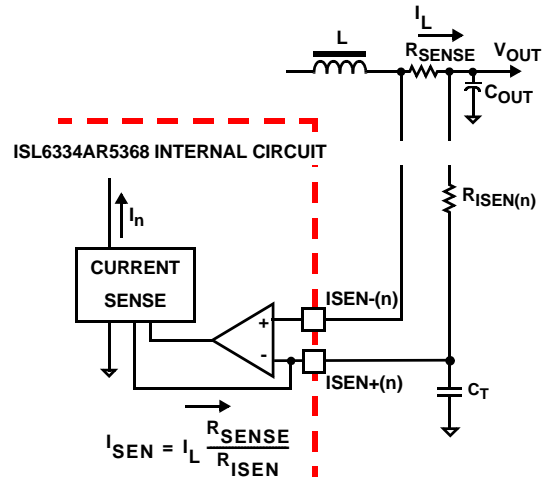 I_L
L
R_SENSE
V_OUT
C_OUT
ISL6334AR5368 INTERNAL CIRCUIT
R_ISEN(n)
I_n
CURRENT
SENSE
ISEN-(n)
+
-
ISEN+(n)
C_T
I_SEN = I_L R_SENSE
R_ISEN